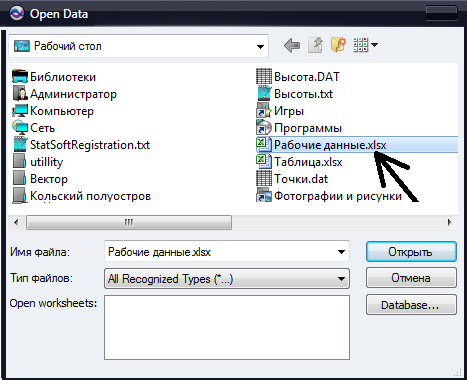 Open Data
Рабочий стол
Библиотеки
Администратор
Компьютер
Сеть
StatSoftRegistration.txt
utillity
Вектор
Кольский полуостров
Высота.DAT
Высоты.txt
Игры
Программы
Рабочие данные.xlsx
Таблица.xlsx
Точки.dat
Фотографии и рисунки
Имя файла: Рабочие данные.xlsx Открыть
Тип файлов: All Recognized Types (*...) Отмена
Open worksheets: Database...